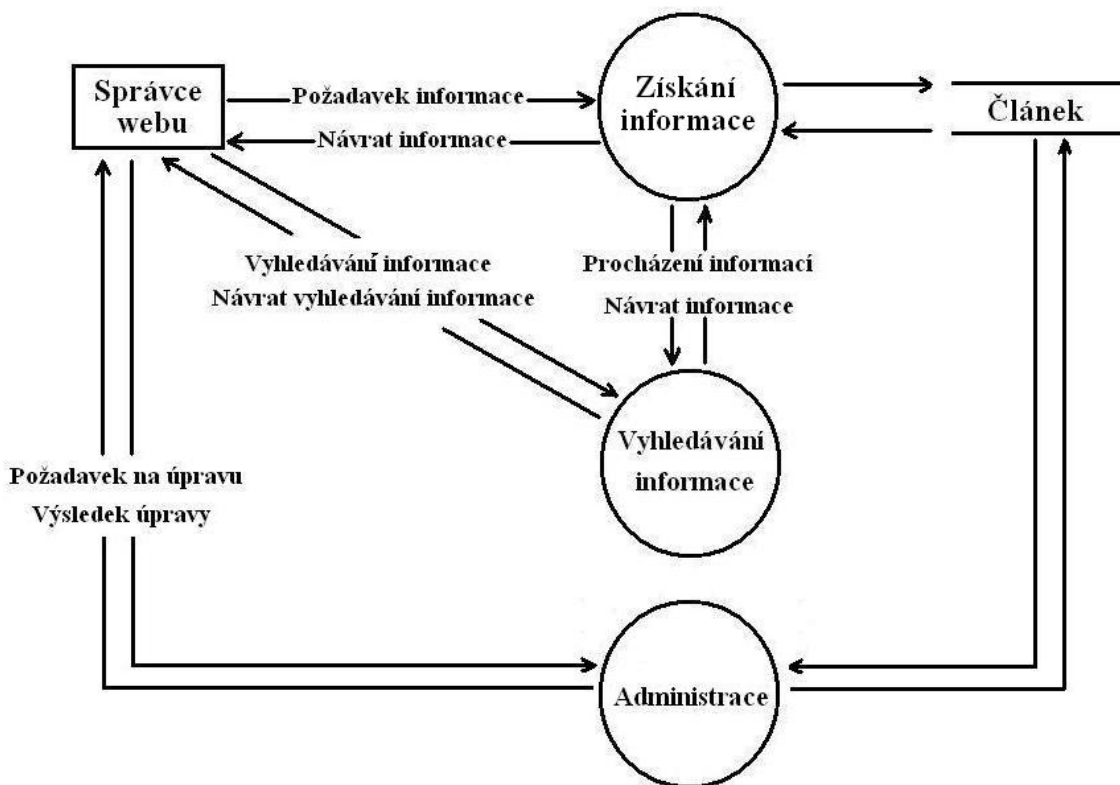 Správce
webu
Požadavek informace
Návrat informace
Získání
informace
Článek
Vyhledávání informace
Návrat vyhledávání informace
Procházení informací
Návrat informace
Vyhledávání
informace
Požadavek na úpravu
Výsledek úpravy
Administrace